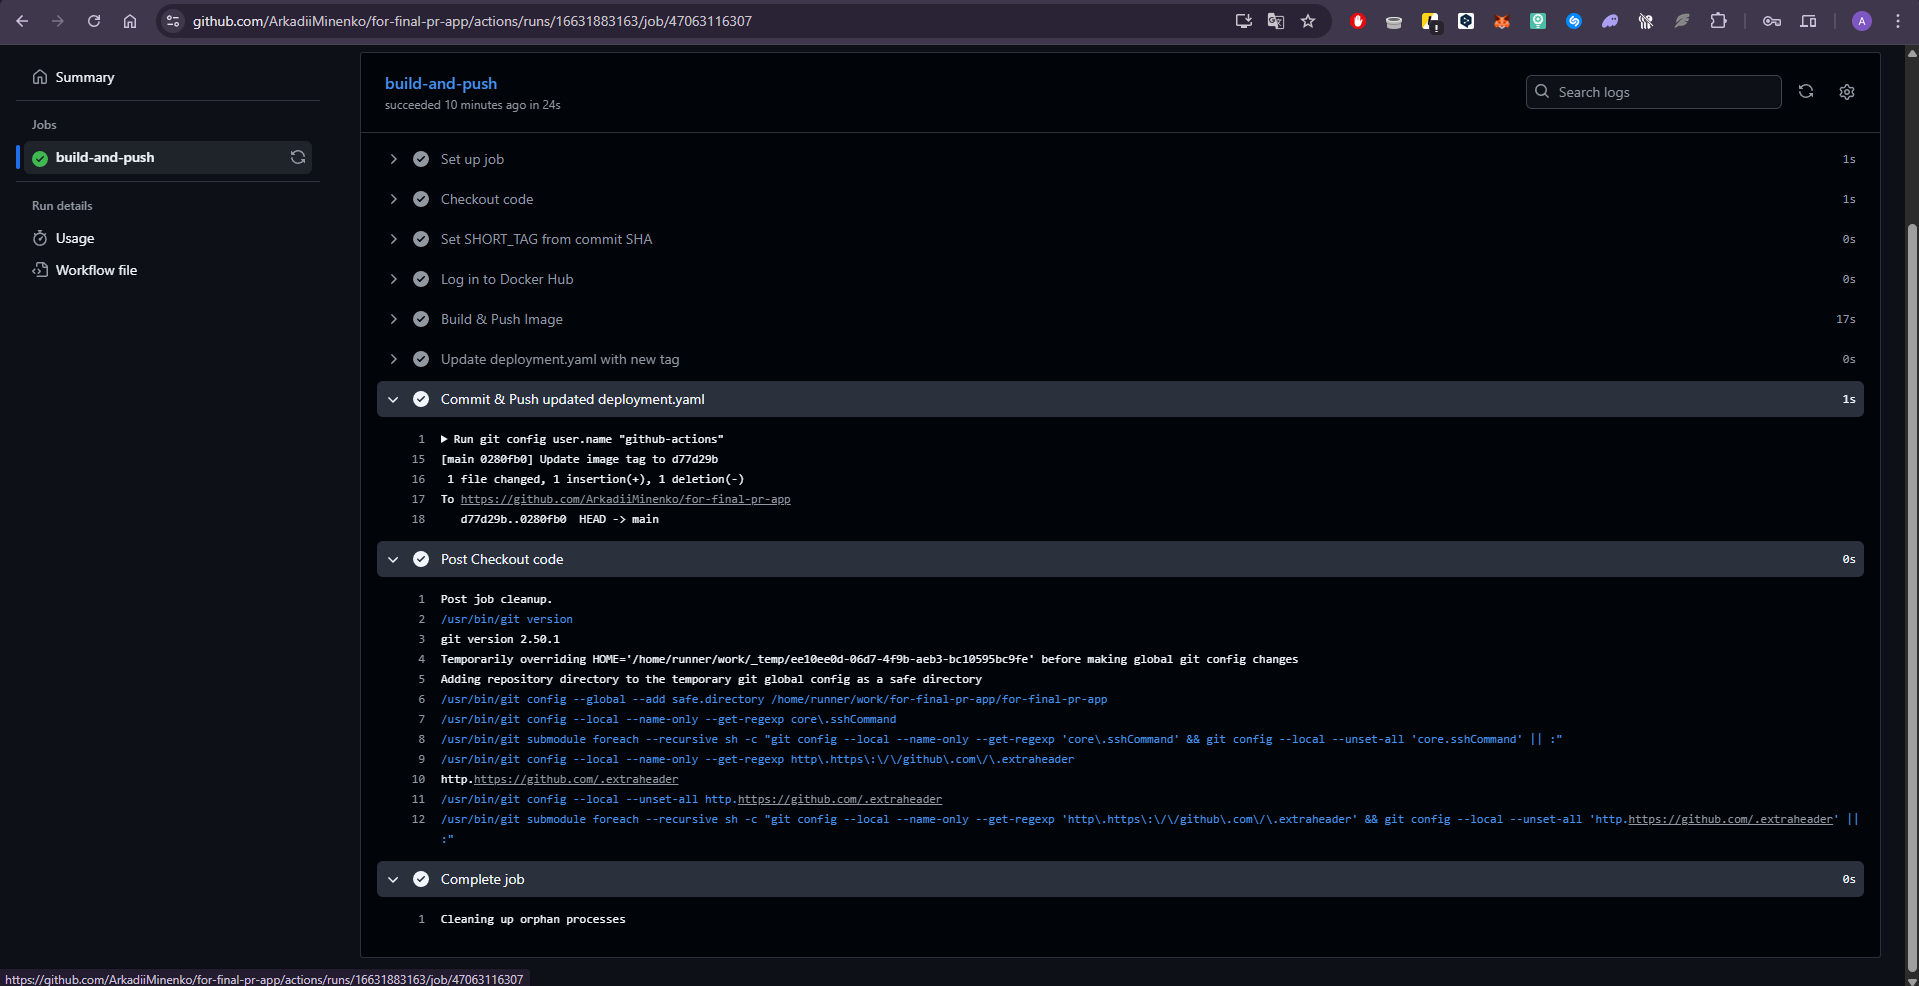 github.com/ArkadiiMinenko/for-final-pr-app/actions/runs/16631883163/job/47063116307
A
Summary
Jobs
build-and-push
Run details
Usage
Workflow file
build-and-push
succeeded 10 minutes ago in 24s
Search logs
Set up job 1s
Checkout code 1s
Set SHORT_TAG from commit SHA 0s
Log in to Docker Hub 0s
Build & Push Image 17s
Update deployment.yaml with new tag 0s
Commit & Push updated deployment.yaml 1s
1 Run git config user.name "github-actions"
15 [main 0280fb0] Update image tag to d77d29b
16 1 file changed, 1 insertion(+), 1 deletion(-)
17 To https://github.com/ArkadiiMinenko/for-final-pr-app
18 d77d29b..0280fb0 HEAD -> main
Post Checkout code 0s
1 Post job cleanup.
2 /usr/bin/git version
3 git version 2.50.1
4 Temporarily overriding HOME='/home/runner/work/_temp/ee10ee0d-06d7-4f9b-aeb3-bc10595bc9fe' before making global git config changes
5 Adding repository directory to the temporary git global config as a safe directory
6 /usr/bin/git config --global --add safe.directory /home/runner/work/for-final-pr-app/for-final-pr-app
7 /usr/bin/git config --local --name-only --get-regexp core\.sshCommand
8 /usr/bin/git submodule foreach --recursive sh -c "git config --local --name-only --get-regexp 'core\.sshCommand' && git config --local --unset-all 'core.sshCommand' || :"
9 /usr/bin/git config --local --name-only --get-regexp http\.https\:\/\/github\.com\/\.extraheader
10 http.https://github.com/.extraheader
11 /usr/bin/git config --local --unset-all http.https://github.com/.extraheader
12 /usr/bin/git submodule foreach --recursive sh -c "git config --local --name-only --get-regexp 'http\.https\:\/\/github\.com\/\.extraheader' && git config --local --unset-all 'http.https://github.com/.extraheader' ||
:"
Complete job 0s
1 Cleaning up orphan processes
https://github.com/ArkadiiMinenko/for-final-pr-app/actions/runs/16631883163/job/47063116307